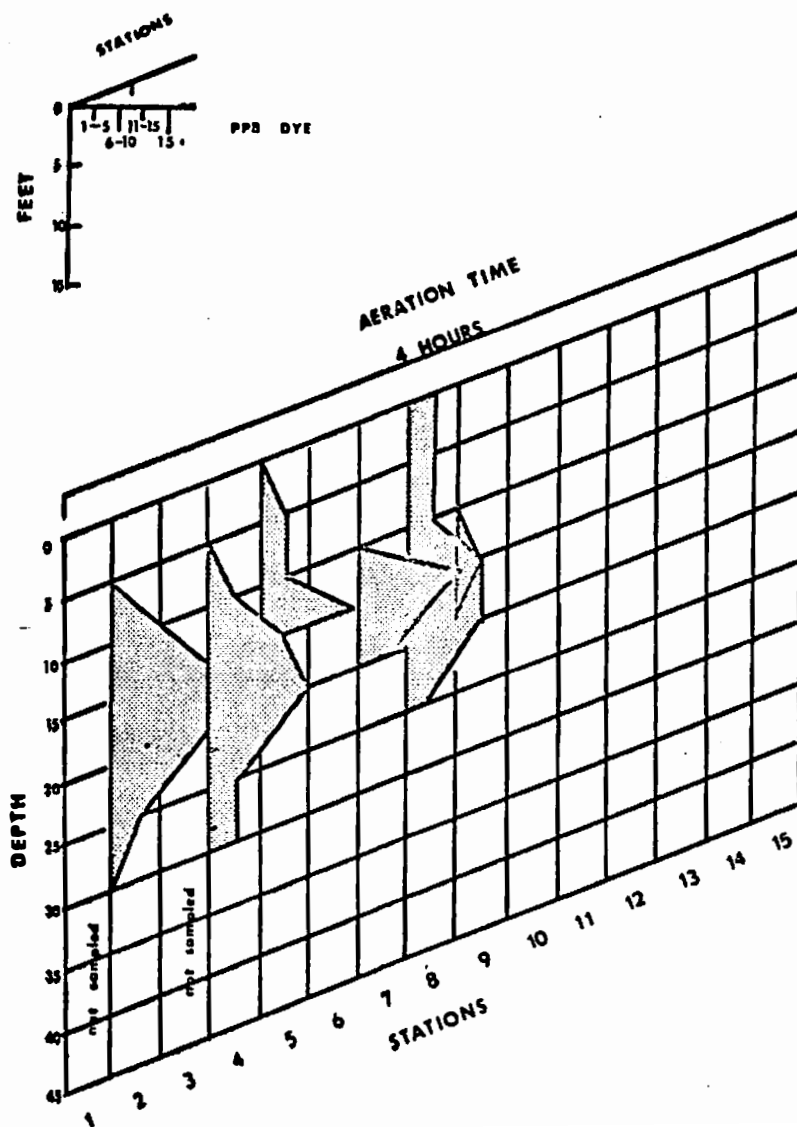 STATIONS
0
1-5 11-15
6-10 15+
PPB DYE
5
FEET
10
15
AERATION TIME
4 HOURS
0
5
10
15
20
DEPTH
25
30
35
40
45
not sampled
not sampled
1 2 3 4 5 6 7 8 9 10 11 12 13 14 15
STATIONS